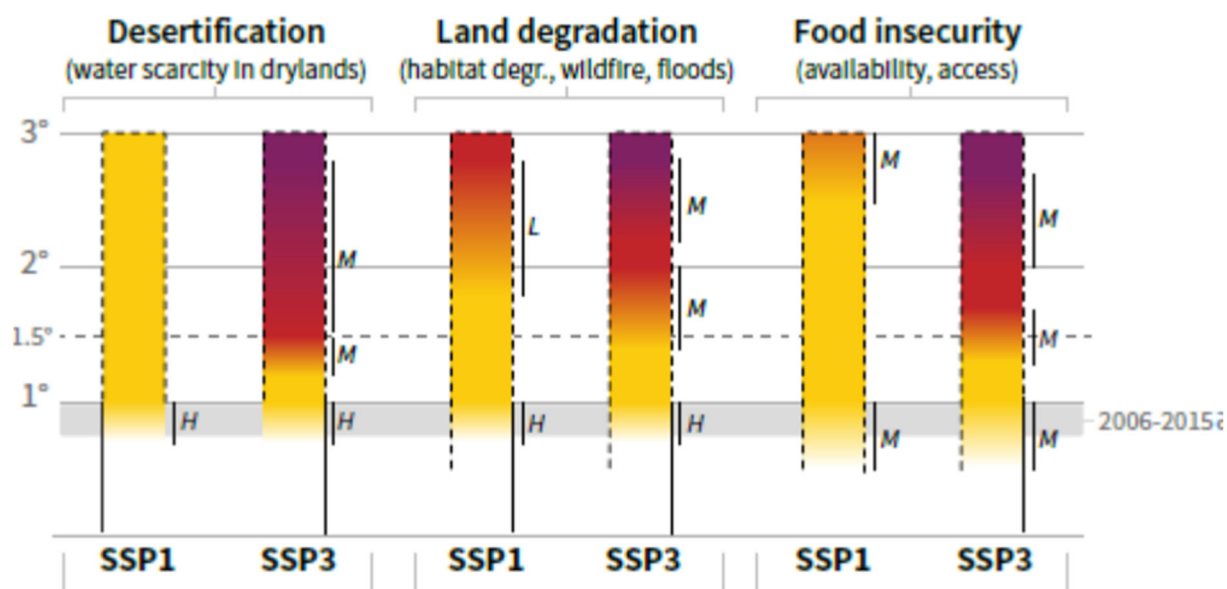 Desertification
(water scarcity in drylands)
Land degradation
(habitat degr., wildfire, floods)
Food insecurity
(availability, access)
3°
M
L
M
M
M
2°
M
M
M
1.5°
M
1°
H
H
H
H
M
M
2006-2015
SSP1
SSP3
SSP1
SSP3
SSP1
SSP3